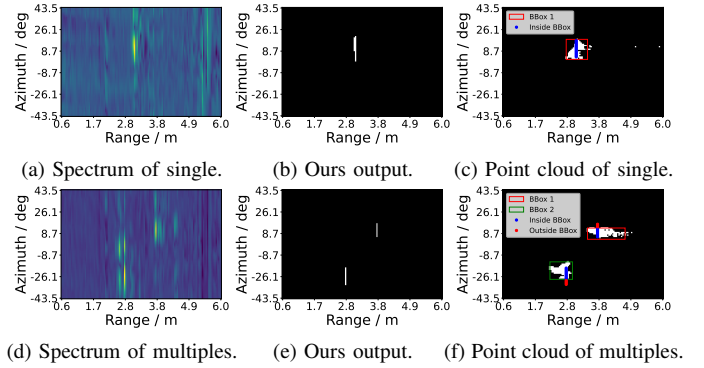 43.5
26.1
8.7
-8.7
-26.1
-43.5
Azimuth / deg
0.6 1.7 2.8 3.8 4.9 6.0
Range / m
(a) Spectrum of single.
43.5
26.1
8.7
-8.7
-26.1
-43.5
Azimuth / deg
0.6 1.7 2.8 3.8 4.9 6.0
Range / m
(b) Ours output.
43.5
26.1
8.7
-8.7
-26.1
-43.5
Azimuth / deg
BBox 1
Inside BBox
0.6 1.7 2.8 3.8 4.9 6.0
Range / m
(c) Point cloud of single.
43.5
26.1
8.7
-8.7
-26.1
-43.5
Azimuth / deg
0.6 1.7 2.8 3.8 4.9 6.0
Range / m
(d) Spectrum of multiples.
43.5
26.1
8.7
-8.7
-26.1
-43.5
Azimuth / deg
0.6 1.7 2.8 3.8 4.9 6.0
Range / m
(e) Ours output.
43.5
26.1
8.7
-8.7
-26.1
-43.5
Azimuth / deg
BBox 1
BBox 2
Inside BBox
Outside BBox
0.6 1.7 2.8 3.8 4.9 6.0
Range / m
(f) Point cloud of multiples.